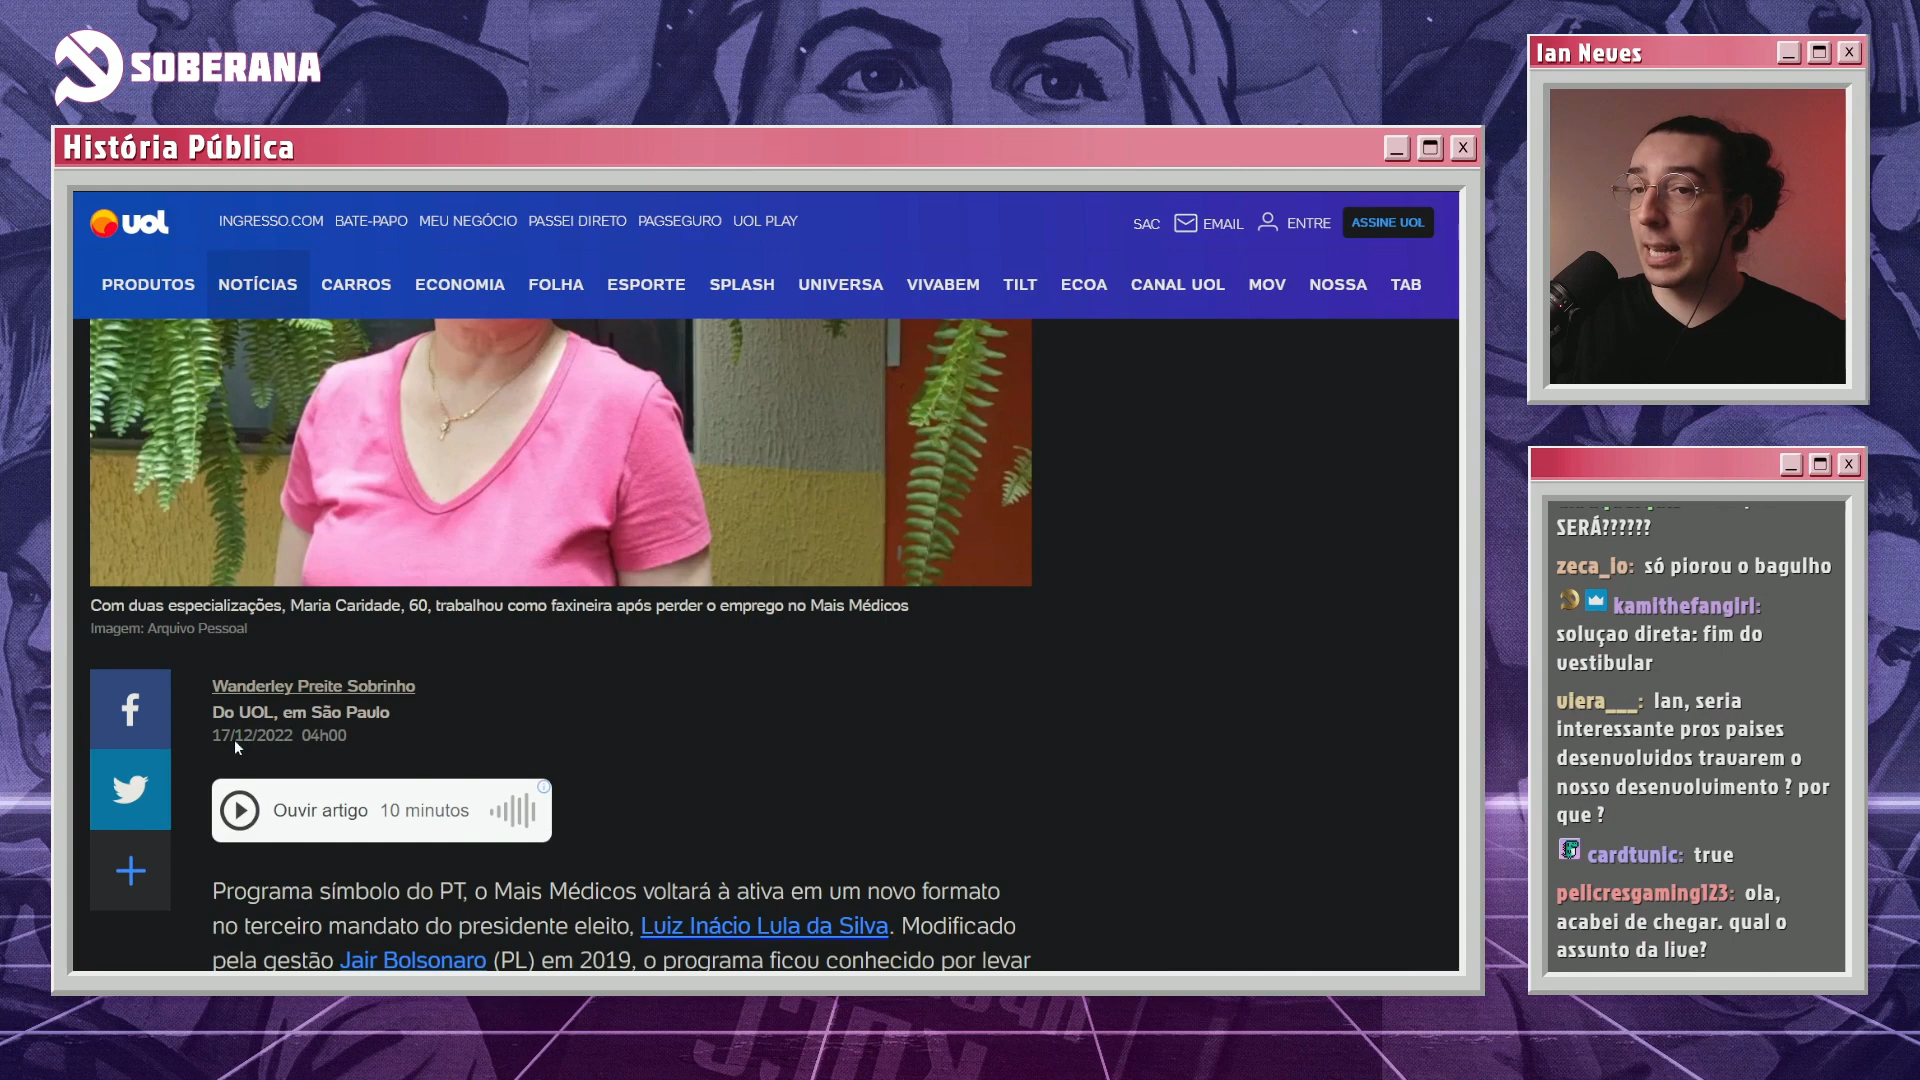 SOBERANA
História Pública
uol
INGRESSO.COM BATE-PAPO MEU NEGÓCIO PASSEI DIRETO PAGSEGURO UOL PLAY
SAC EMAIL ENTRE ASSINE UOL
PRODUTOS NOTÍCIAS CARROS ECONOMIA FOLHA ESPORTE SPLASH UNIVERSA VIVABEM TILT ECOA CANAL UOL MOV NOSSA TAB
Com duas especializações, Maria Caridade, 60, trabalhou como faxineira após perder o emprego no Mais Médicos
Imagem: Arquivo Pessoal
Wanderley Preite Sobrinho
Do UOL, em São Paulo
17/12/2022 04h00
Ouvir artigo 10 minutos
Programa símbolo do PT, o Mais Médicos voltará à ativa em um novo formato
no terceiro mandato do presidente eleito, Luiz Inácio Lula da Silva. Modificado
pela gestão Jair Bolsonaro (PL) em 2019, o programa ficou conhecido por levar
Ian Neves
SERÁ??????
zeca_lo: só piorou o bagulho
kamithefangirl:
soluçao direta: fim do
vestibular
viera___: Ian, seria
interessante pros paises
desenvolvidos travarem o
nosso desenvolvimento ? por
que ?
cardtunic: true
pellcresgaming123: ola,
acabei de chegar. qual o
assunto da live?